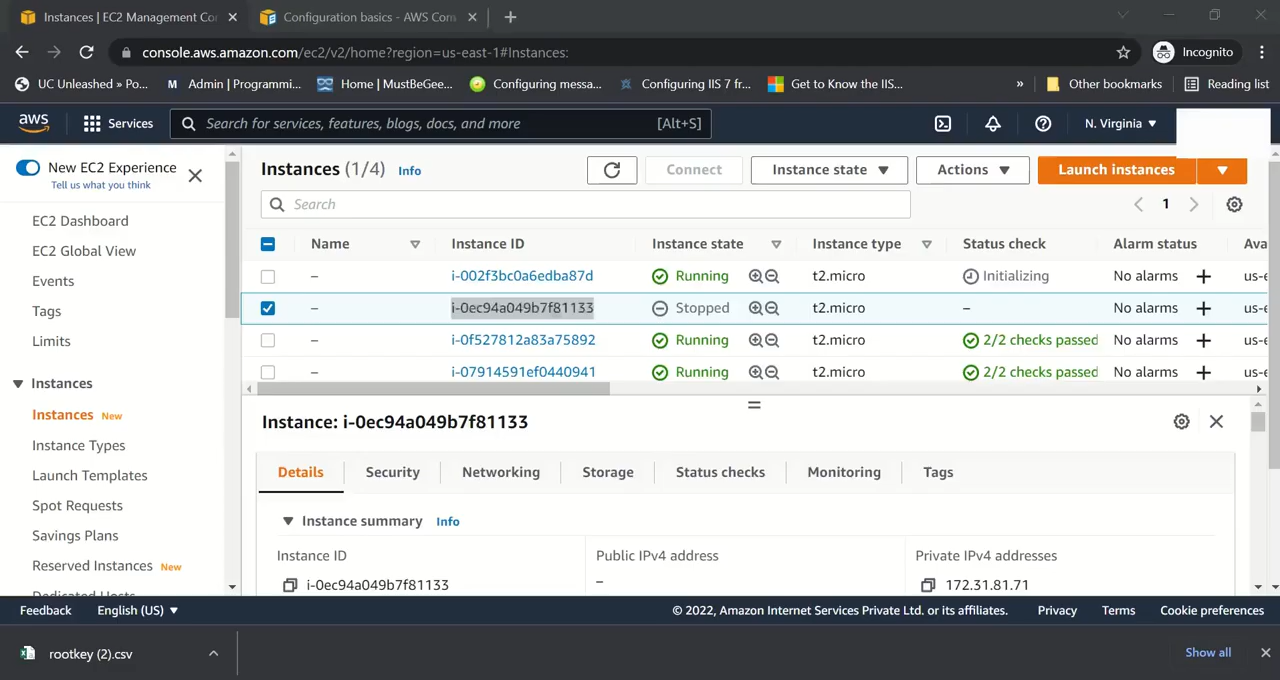 Instances | EC2 Management Co
Configuration basics - AWS Com
console.aws.amazon.com/ec2/v2/home?region=us-east-1#Instances:
Incognito
UC Unleashed » Po...
Admin | Programmi...
Home | MustBeGee...
Configuring messa...
Configuring IIS 7 fr...
Get to Know the IIS...
»
Other bookmarks
Reading list
aws
Services
Search for services, features, blogs, docs, and more
[Alt+S]
N. Virginia
New EC2 Experience
Tell us what you think
EC2 Dashboard
EC2 Global View
Events
Tags
Limits
Instances
Instances New
Instance Types
Launch Templates
Spot Requests
Savings Plans
Reserved Instances New
Dedicated Hosts
Instances (1/4) Info
Connect
Instance state
Actions
Launch instances
Search
1
Name Instance ID Instance state Instance type Status check Alarm status Ava
– i-002f3bc0a6edba87d Running t2.micro Initializing No alarms + us-e
– i-0ec94a049b7f81133 Stopped t2.micro – No alarms + us-e
– i-0f527812a83a75892 Running t2.micro 2/2 checks passed No alarms + us-e
– i-07914591ef0440941 Running t2.micro 2/2 checks passed No alarms + us-e
Instance: i-0ec94a049b7f81133
Details Security Networking Storage Status checks Monitoring Tags
Instance summary Info
Instance ID
i-0ec94a049b7f81133
Public IPv4 address
–
Private IPv4 addresses
172.31.81.71
Feedback
English (US)
© 2022, Amazon Internet Services Private Ltd. or its affiliates.
Privacy
Terms
Cookie preferences
rootkey (2).csv
Show all